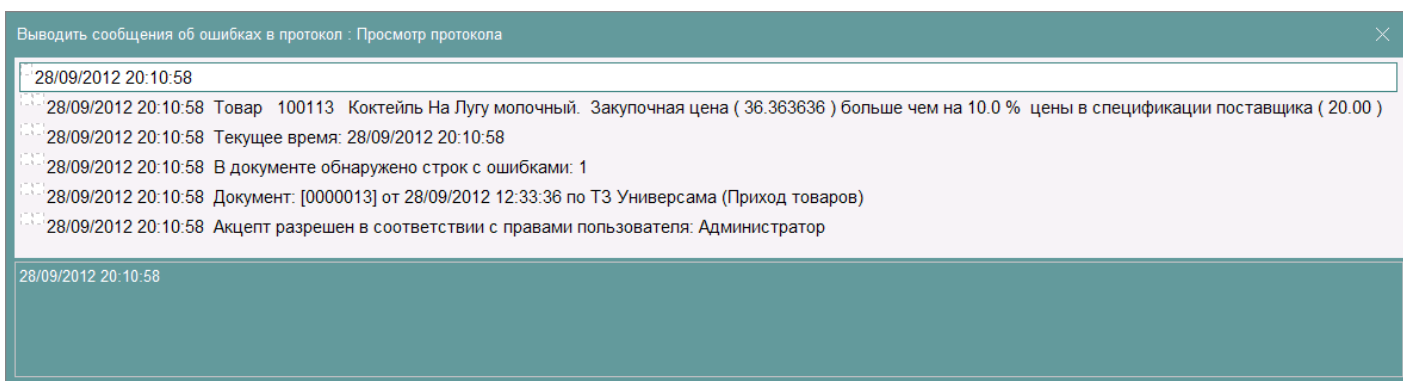 Выводить сообщения об ошибках в протокол : Просмотр протокола
28/09/2012 20:10:58
28/09/2012 20:10:58 Товар 100113 Коктейль На Лугу молочный. Закупочная цена ( 36.363636 ) больше чем на 10.0 % цены в спецификации поставщика ( 20.00 )
28/09/2012 20:10:58 Текущее время: 28/09/2012 20:10:58
28/09/2012 20:10:58 В документе обнаружено строк с ошибками: 1
28/09/2012 20:10:58 Документ: [0000013] от 28/09/2012 12:33:36 по ТЗ Универсама (Приход товаров)
28/09/2012 20:10:58 Акцепт разрешен в соответствии с правами пользователя: Администратор
28/09/2012 20:10:58